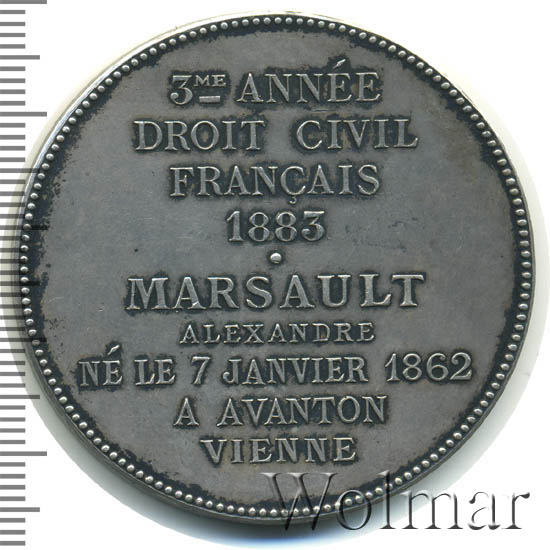 3ME ANNÉE
DROIT CIVIL
FRANÇAIS
1883
MARSAULT
ALEXANDRE
NÉ LE 7 JANVIER 1862
A AVANTON
VIENNE
Wolmar